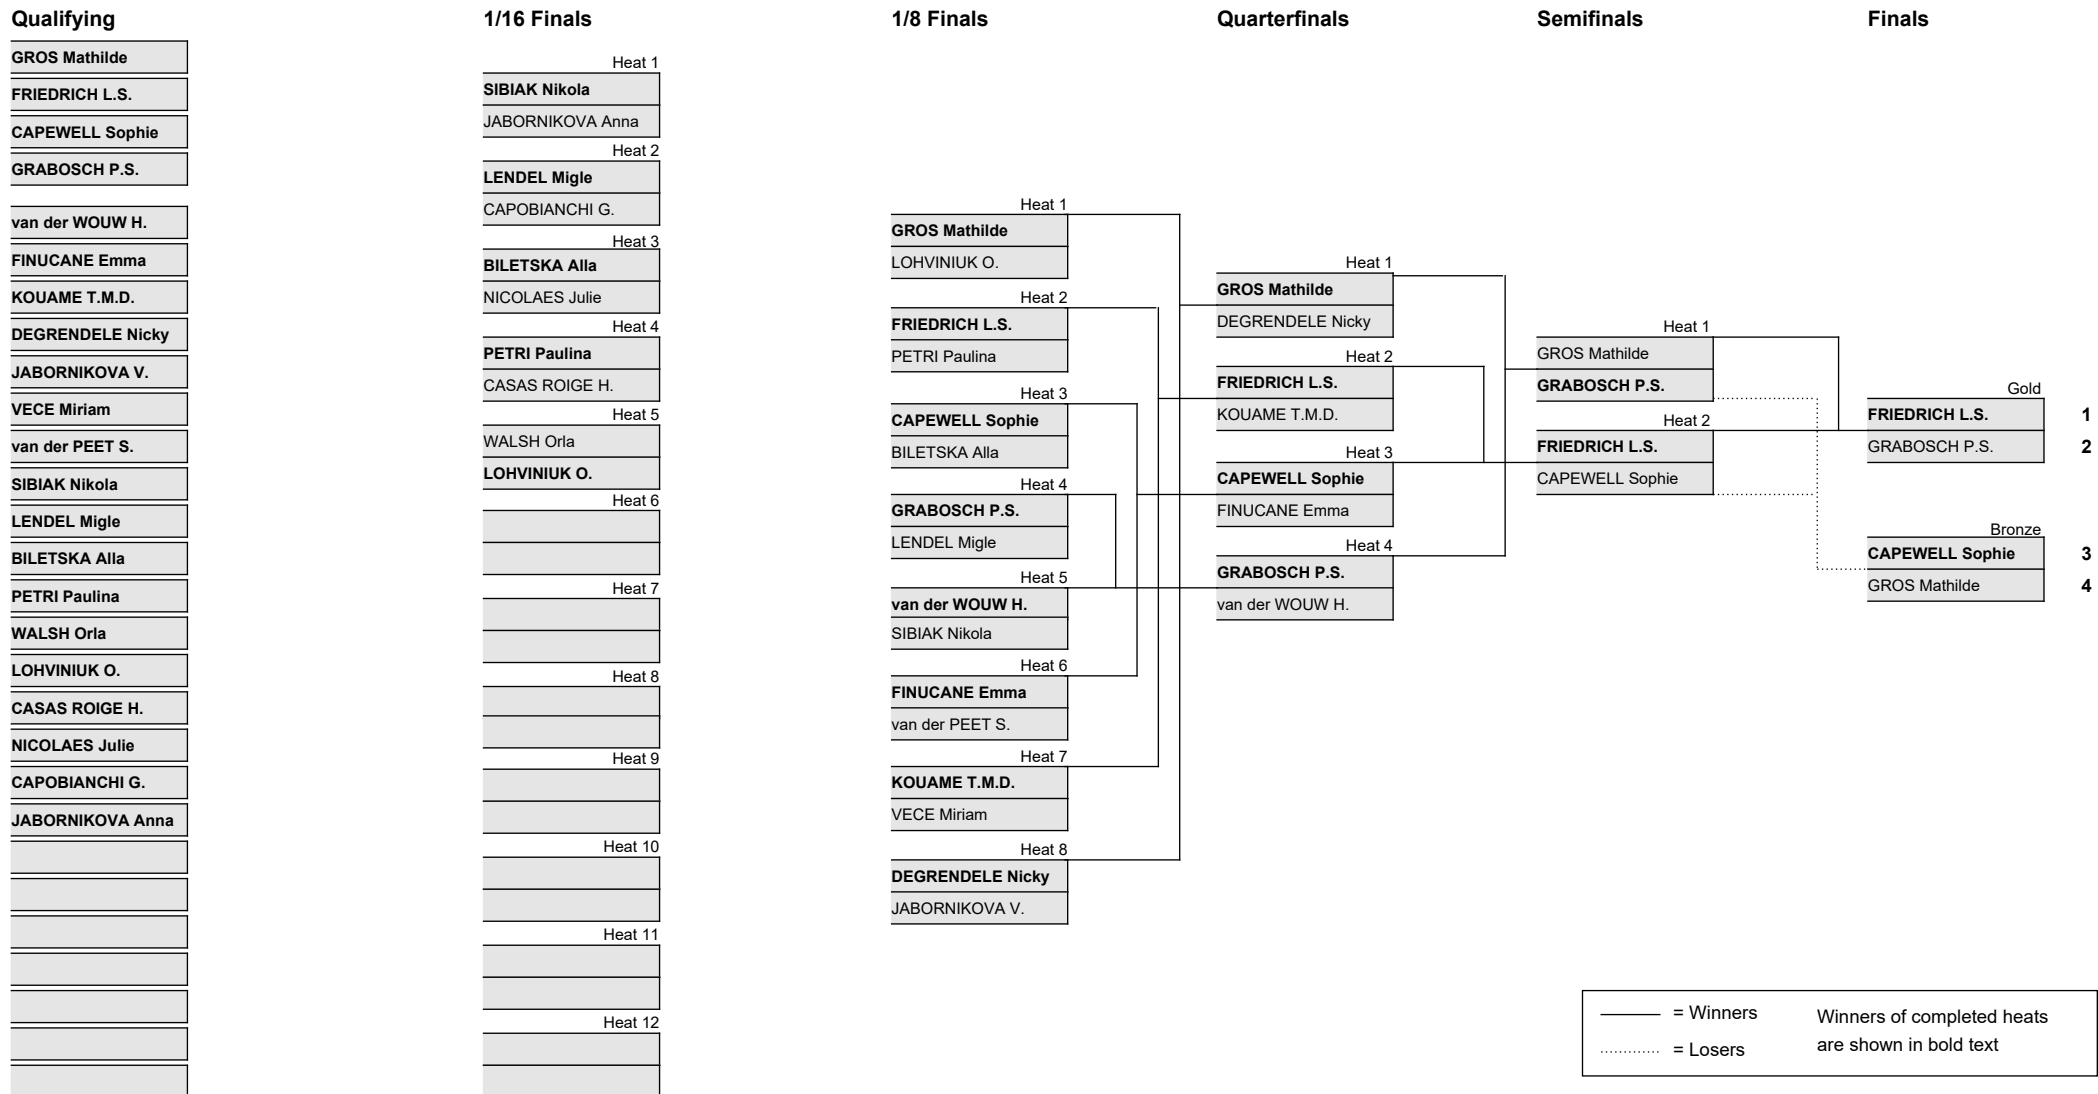 Qualifying
GROS Mathilde
FRIEDRICH L.S.
CAPEWELL Sophie
GRABOSCH P.S.
van der WOUW H.
FINUCANE Emma
KOUAME T.M.D.
DEGRENDELE Nicky
JABORNIKOVA V.
VECE Miriam
van der PEET S.
SIBIAK Nikola
LENDEL Migle
BILETSKA Alla
PETRI Paulina
WALSH Orla
LOHVINIUK O.
CASAS ROIGE H.
NICOLAES Julie
CAPOBIANCHI G.
JABORNIKOVA Anna
1/16 Finals
Heat 1
SIBIAK Nikola
JABORNIKOVA Anna
Heat 2
LENDEL Migle
CAPOBIANCHI G.
Heat 3
BILETSKA Alla
NICOLAES Julie
Heat 4
PETRI Paulina
CASAS ROIGE H.
Heat 5
WALSH Orla
LOHVINIUK O.
Heat 6
Heat 7
Heat 8
Heat 9
Heat 10
Heat 11
Heat 12
1/8 Finals
Heat 1
GROS Mathilde
LOHVINIUK O.
Heat 2
FRIEDRICH L.S.
PETRI Paulina
Heat 3
CAPEWELL Sophie
BILETSKA Alla
Heat 4
GRABOSCH P.S.
LENDEL Migle
Heat 5
van der WOUW H.
SIBIAK Nikola
Heat 6
FINUCANE Emma
van der PEET S.
Heat 7
KOUAME T.M.D.
VECE Miriam
Heat 8
DEGRENDELE Nicky
JABORNIKOVA V.
Quarterfinals
Heat 1
GROS Mathilde
DEGRENDELE Nicky
Heat 2
FRIEDRICH L.S.
KOUAME T.M.D.
Heat 3
CAPEWELL Sophie
FINUCANE Emma
Heat 4
GRABOSCH P.S.
van der WOUW H.
Semifinals
Heat 1
GROS Mathilde
GRABOSCH P.S.
Heat 2
FRIEDRICH L.S.
CAPEWELL Sophie
Finals
Gold
FRIEDRICH L.S. 1
GRABOSCH P.S. 2
Bronze
CAPEWELL Sophie 3
GROS Mathilde 4
= Winners
= Losers
Winners of completed heats
are shown in bold text